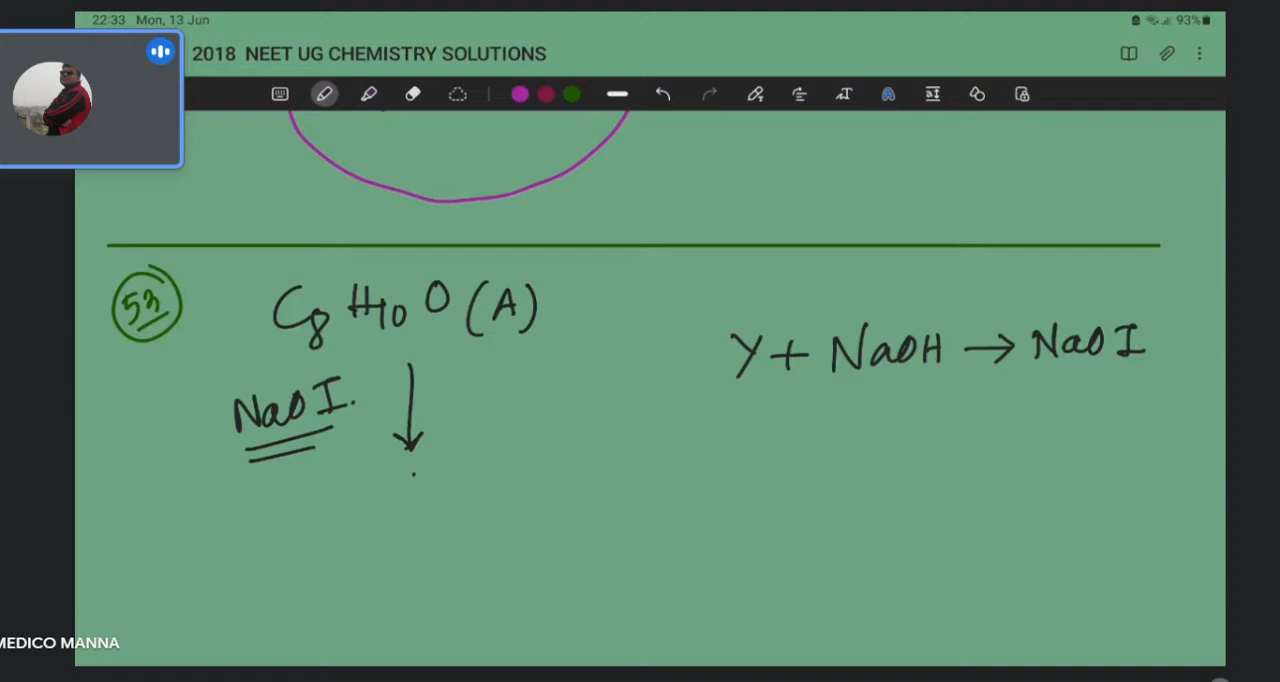 22:33 Mon, 13 Jun 93%
2018 NEET UG CHEMISTRY SOLUTIONS
53
C8H10O(A)
Y + NaOH → NaOI
NaOI.
MEDICO MANNA